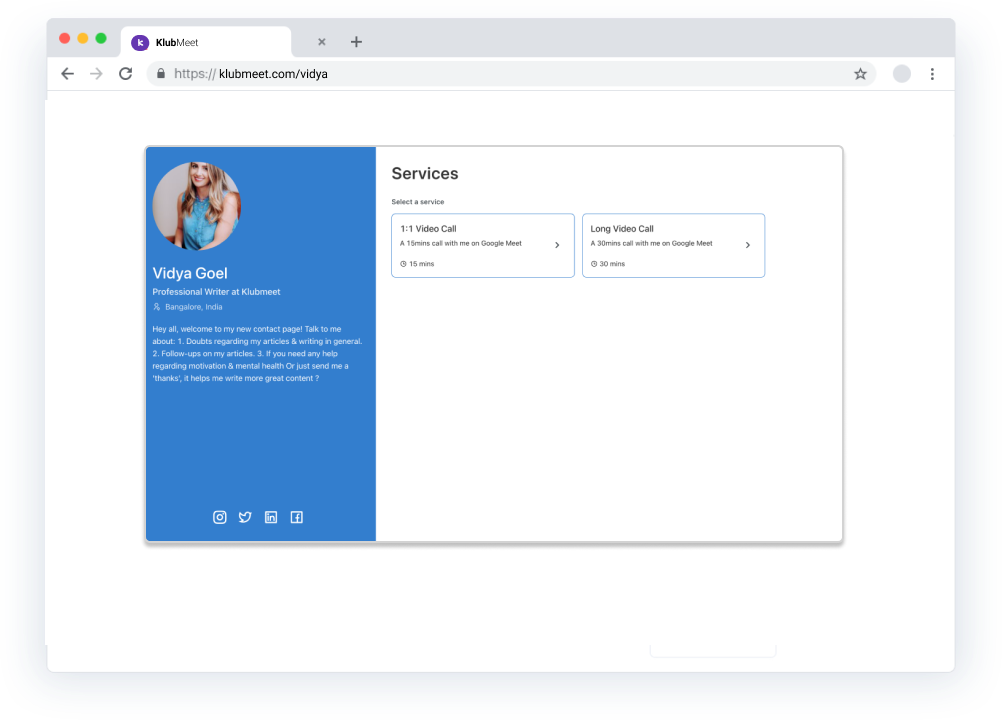 KlubMeet
https:// klubmeet.com/vidya
Vidya Goel
Professional Writer at Klubmeet
Bangalore, India
Hey all, welcome to my new contact page! Talk to me
about: 1. Doubts regarding my articles & writing in general.
2. Follow-ups on my articles. 3. If you need any help
regarding motivation & mental health Or just send me a
'thanks', it helps me write more great content ?
Services
Select a service
1:1 Video Call
A 15mins call with me on Google Meet
15 mins
Long Video Call
A 30mins call with me on Google Meet
30 mins